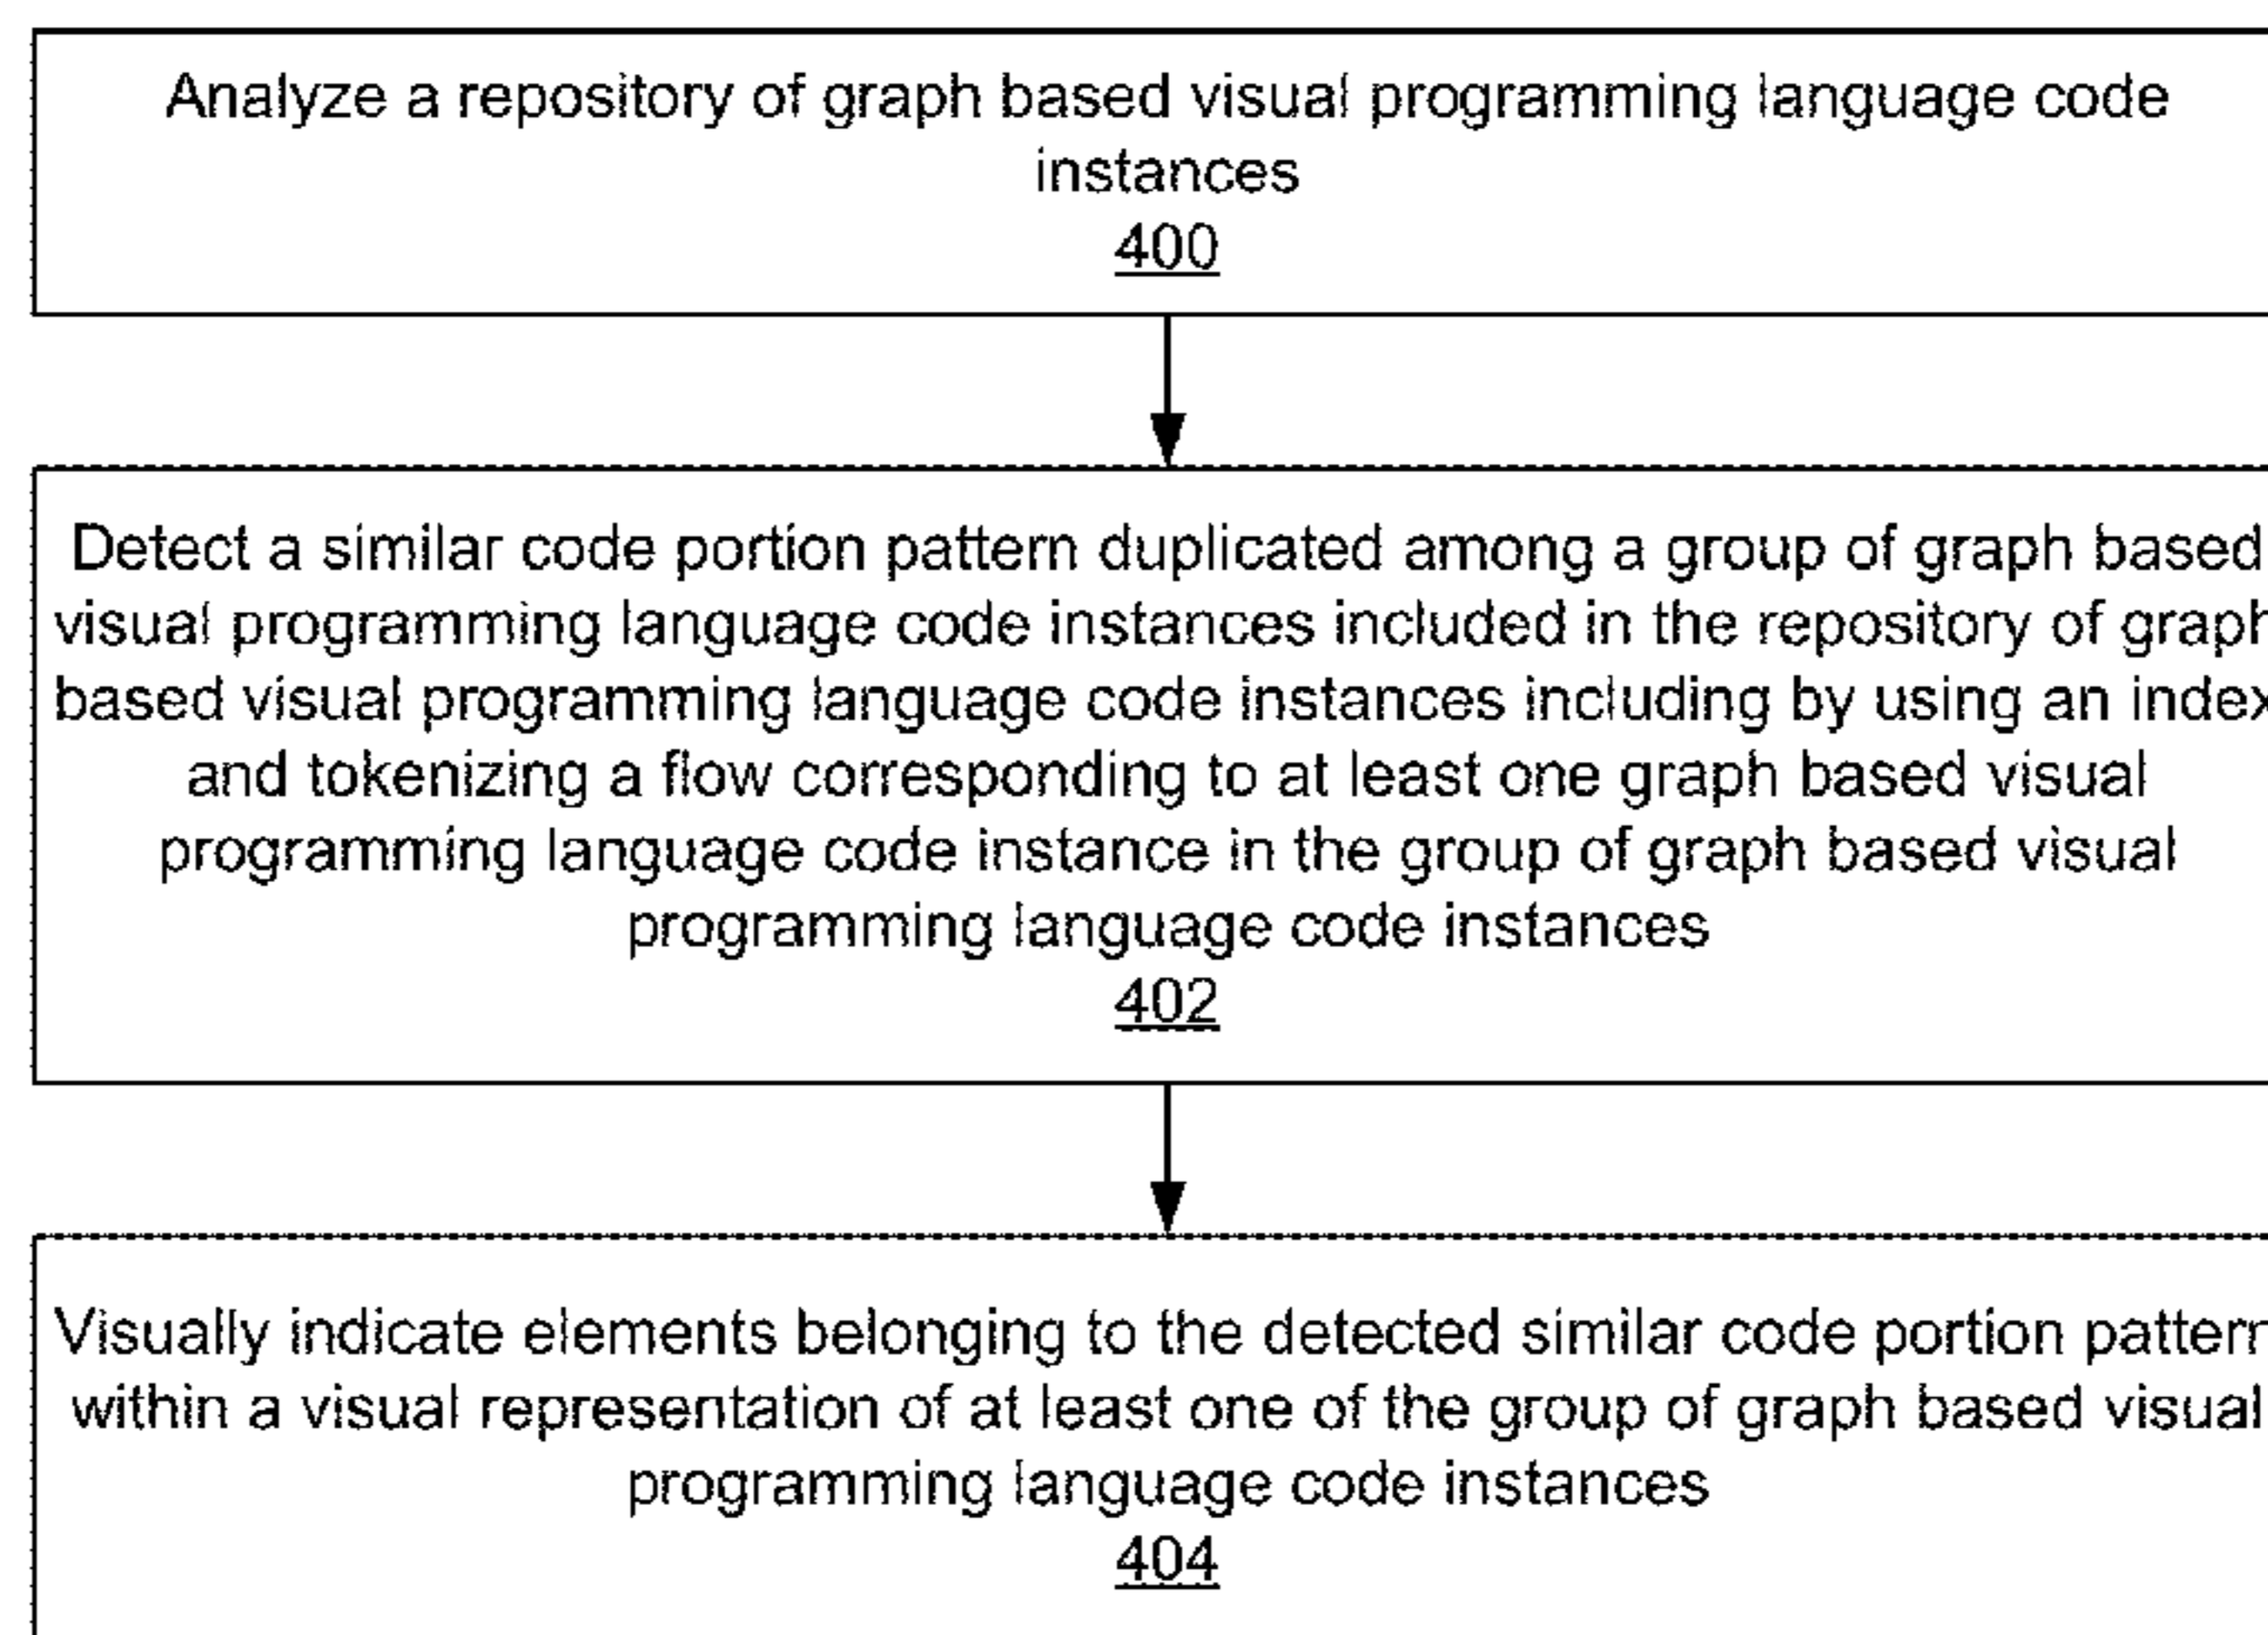 Analyze a repository of graph based visual programming language code
instances
400
Detect a similar code portion pattern duplicated among a group of graph based
visual programming language code instances included in the repository of graph
based visual programming language code instances including by using an index
and tokenizing a flow corresponding to at least one graph based visual
programming language code instance in the group of graph based visual
programming language code instances
402
Visually indicate elements belonging to the detected similar code portion pattern
within a visual representation of at least one of the group of graph based visual
programming language code instances
404